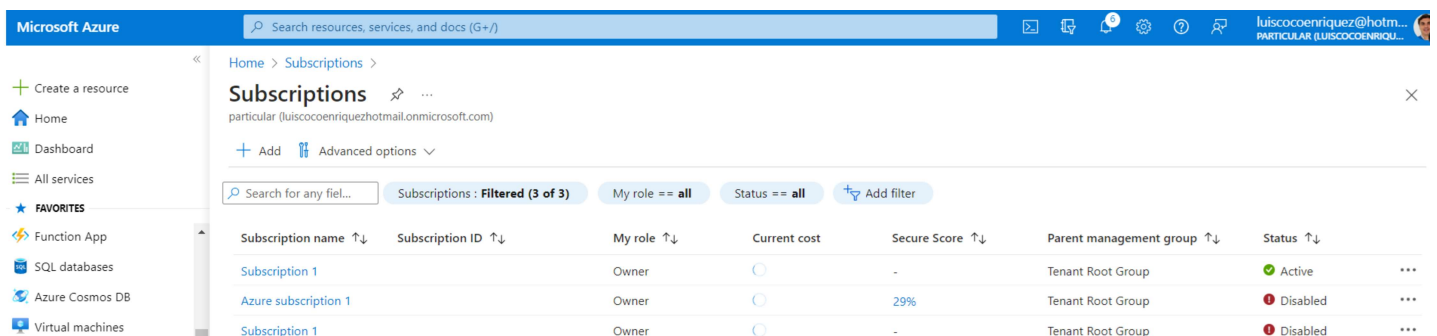 Microsoft Azure
Search resources, services, and docs (G+/)
6
luiscocoenriquez@hotm...
PARTICULAR (LUISCOCOENRIQU...
Home > Subscriptions >
Create a resource
Subscriptions
...
Home
particular (luiscocoenriquezhotmail.onmicrosoft.com)
Dashboard
Add
Advanced options
All services
Search for any fiel...
Subscriptions : Filtered (3 of 3)
My role == all
Status == all
Add filter
FAVORITES
Function App
Subscription name Subscription ID My role Current cost Secure Score Parent management group Status
SQL databases
Subscription 1 Owner - Tenant Root Group Active
Azure Cosmos DB
Azure subscription 1 Owner 29% Tenant Root Group Disabled
Virtual machines
Subscription 1 Owner - Tenant Root Group Disabled